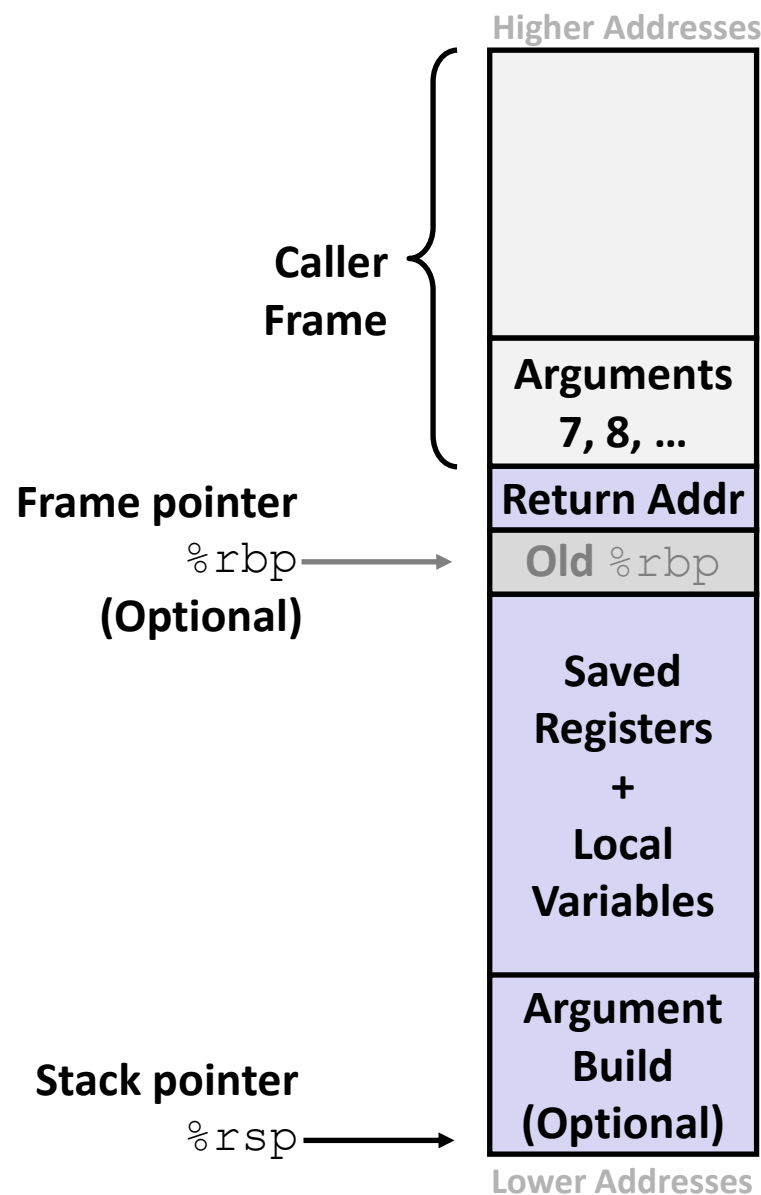 Higher Addresses
Caller
Frame
Arguments
7, 8, …
Return Addr
Frame pointer
%rbp
(Optional)
Old %rbp
Saved
Registers
+
Local
Variables
Argument
Build
(Optional)
Stack pointer
%rsp
Lower Addresses